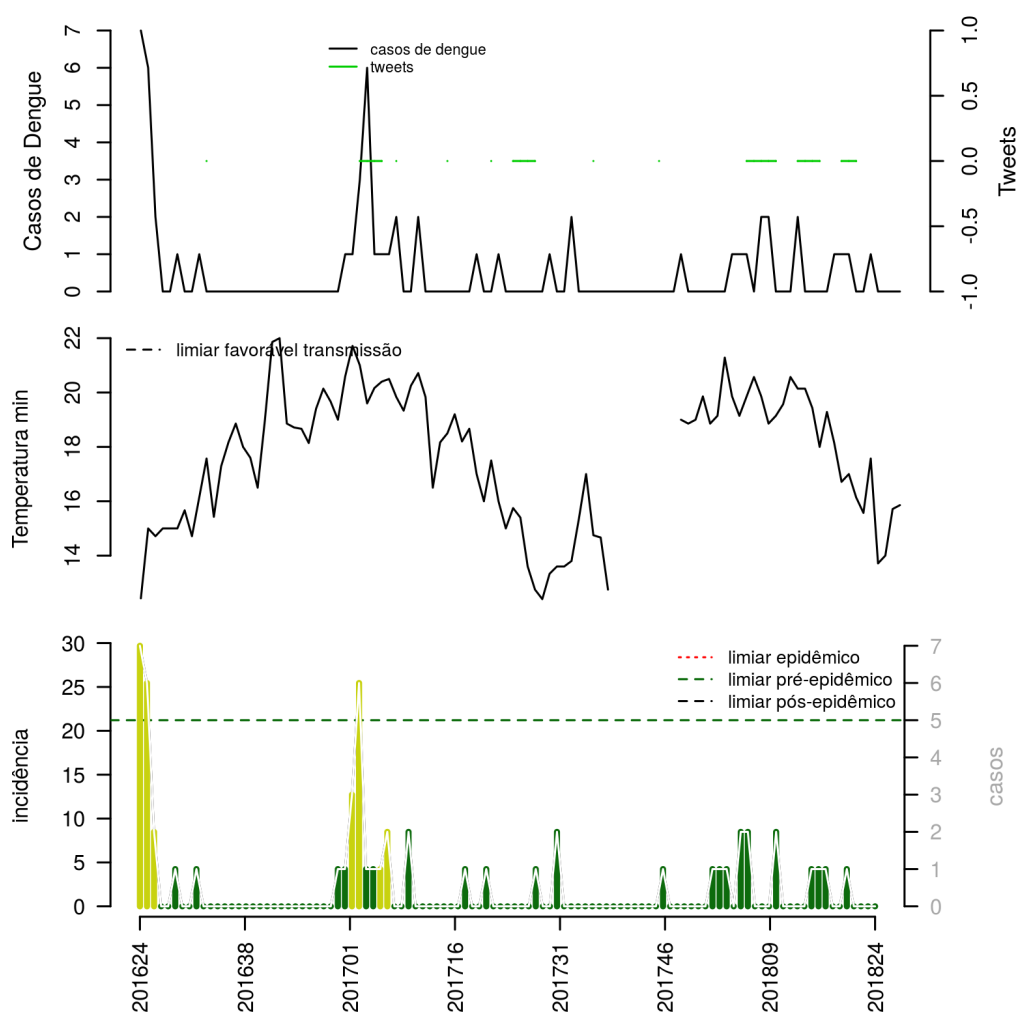 casos de dengue
tweets
Casos de Dengue
0 1 2 3 4 5 6 7
Tweets
-1.0 -0.5 0.0 0.5 1.0
limiar favorável transmissão
Temperatura min
14 16 18 20 22
limiar epidêmico
limiar pré-epidêmico
limiar pós-epidêmico
incidência
0 5 10 15 20 25 30
casos
0 1 2 3 4 5 6 7
201624 201638 201701 201716 201731 201746 201809 201824